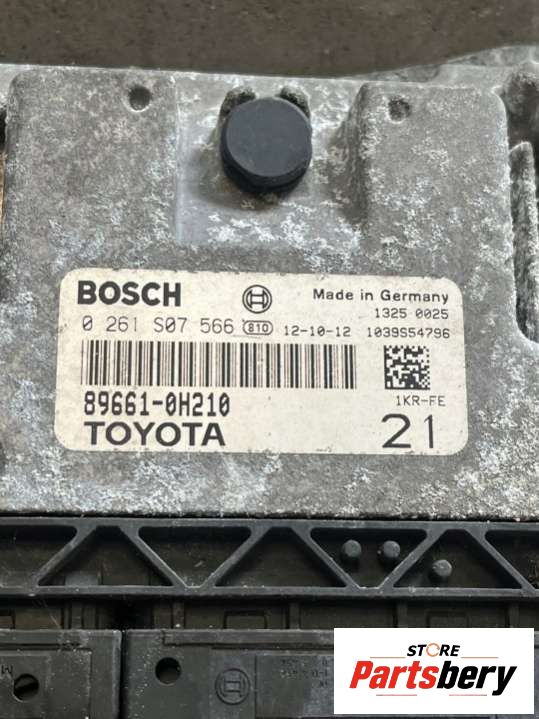 BOSCH Made in Germany
1325 0025
0 261 S07 566 810 12-10-12 1039S54796
89661-0H210 1KR-FE
TOYOTA 21
STORE
Partsbery